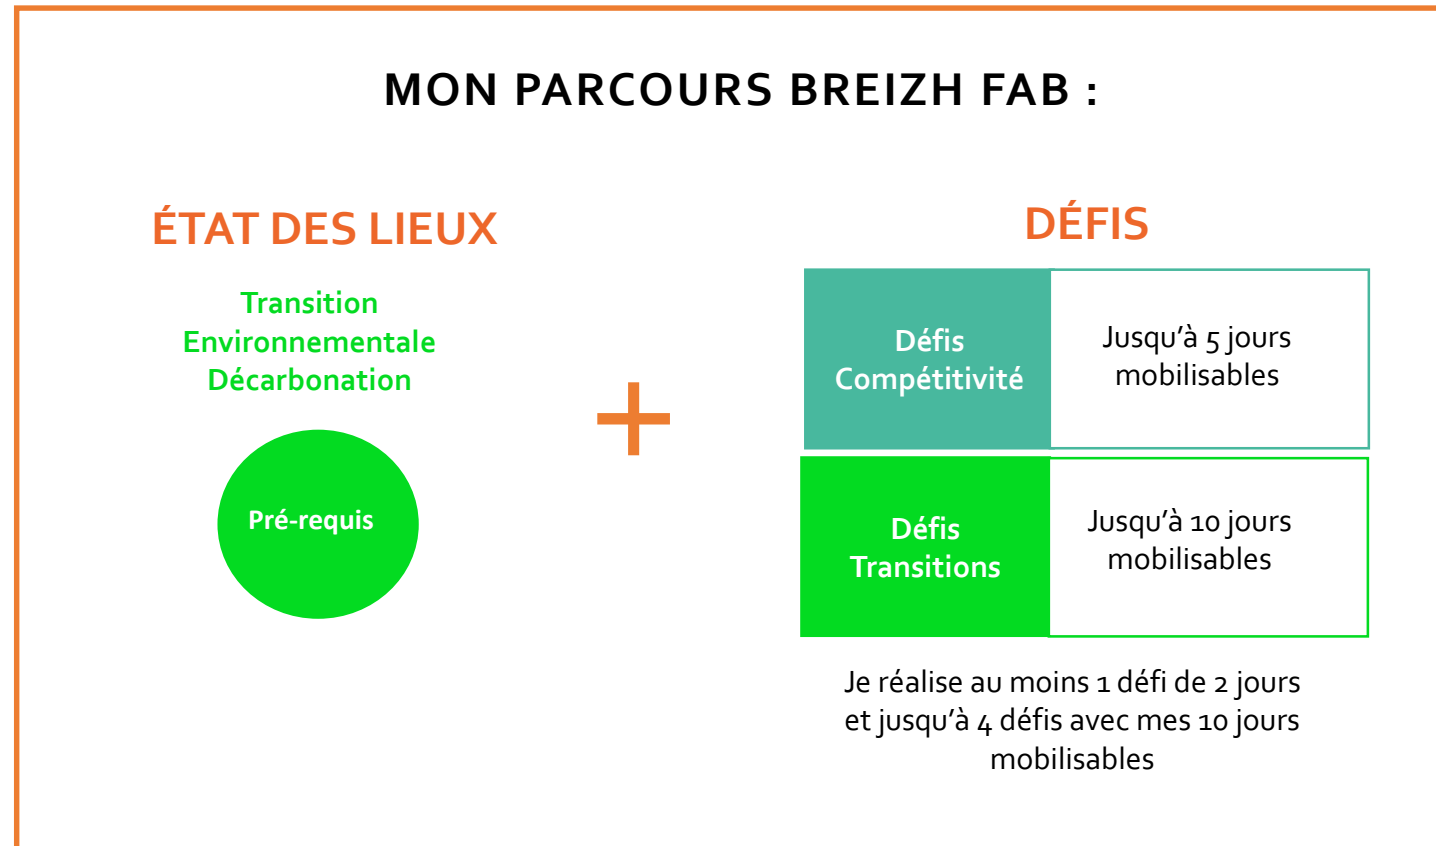 MON PARCOURS BREIZH FAB :
ÉTAT DES LIEUX
Transition
Environnementale
Décarbonation
Pré-requis
DÉFIS
Défis
Compétitivité
Jusqu’à 5 jours
mobilisables
Défis
Transitions
Jusqu’à 10 jours
mobilisables
Je réalise au moins 1 défi de 2 jours
et jusqu’à 4 défis avec mes 10 jours
mobilisables